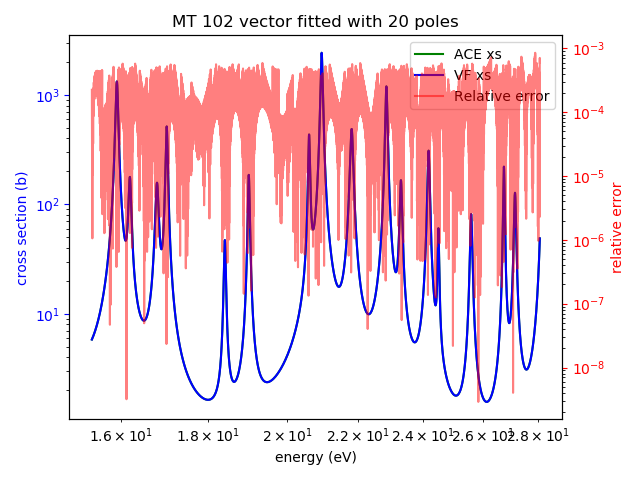 MT 102 vector fitted with 20 poles
ACE xs
VF xs
Relative error
cross section (b)
10³
10²
10¹
relative error
10⁻³
10⁻⁴
10⁻⁵
10⁻⁶
10⁻⁷
10⁻⁸
1.6 × 10¹ 1.8 × 10¹ 2 × 10¹ 2.2 × 10¹ 2.4 × 10¹ 2.6 × 10¹ 2.8 × 10¹
energy (eV)